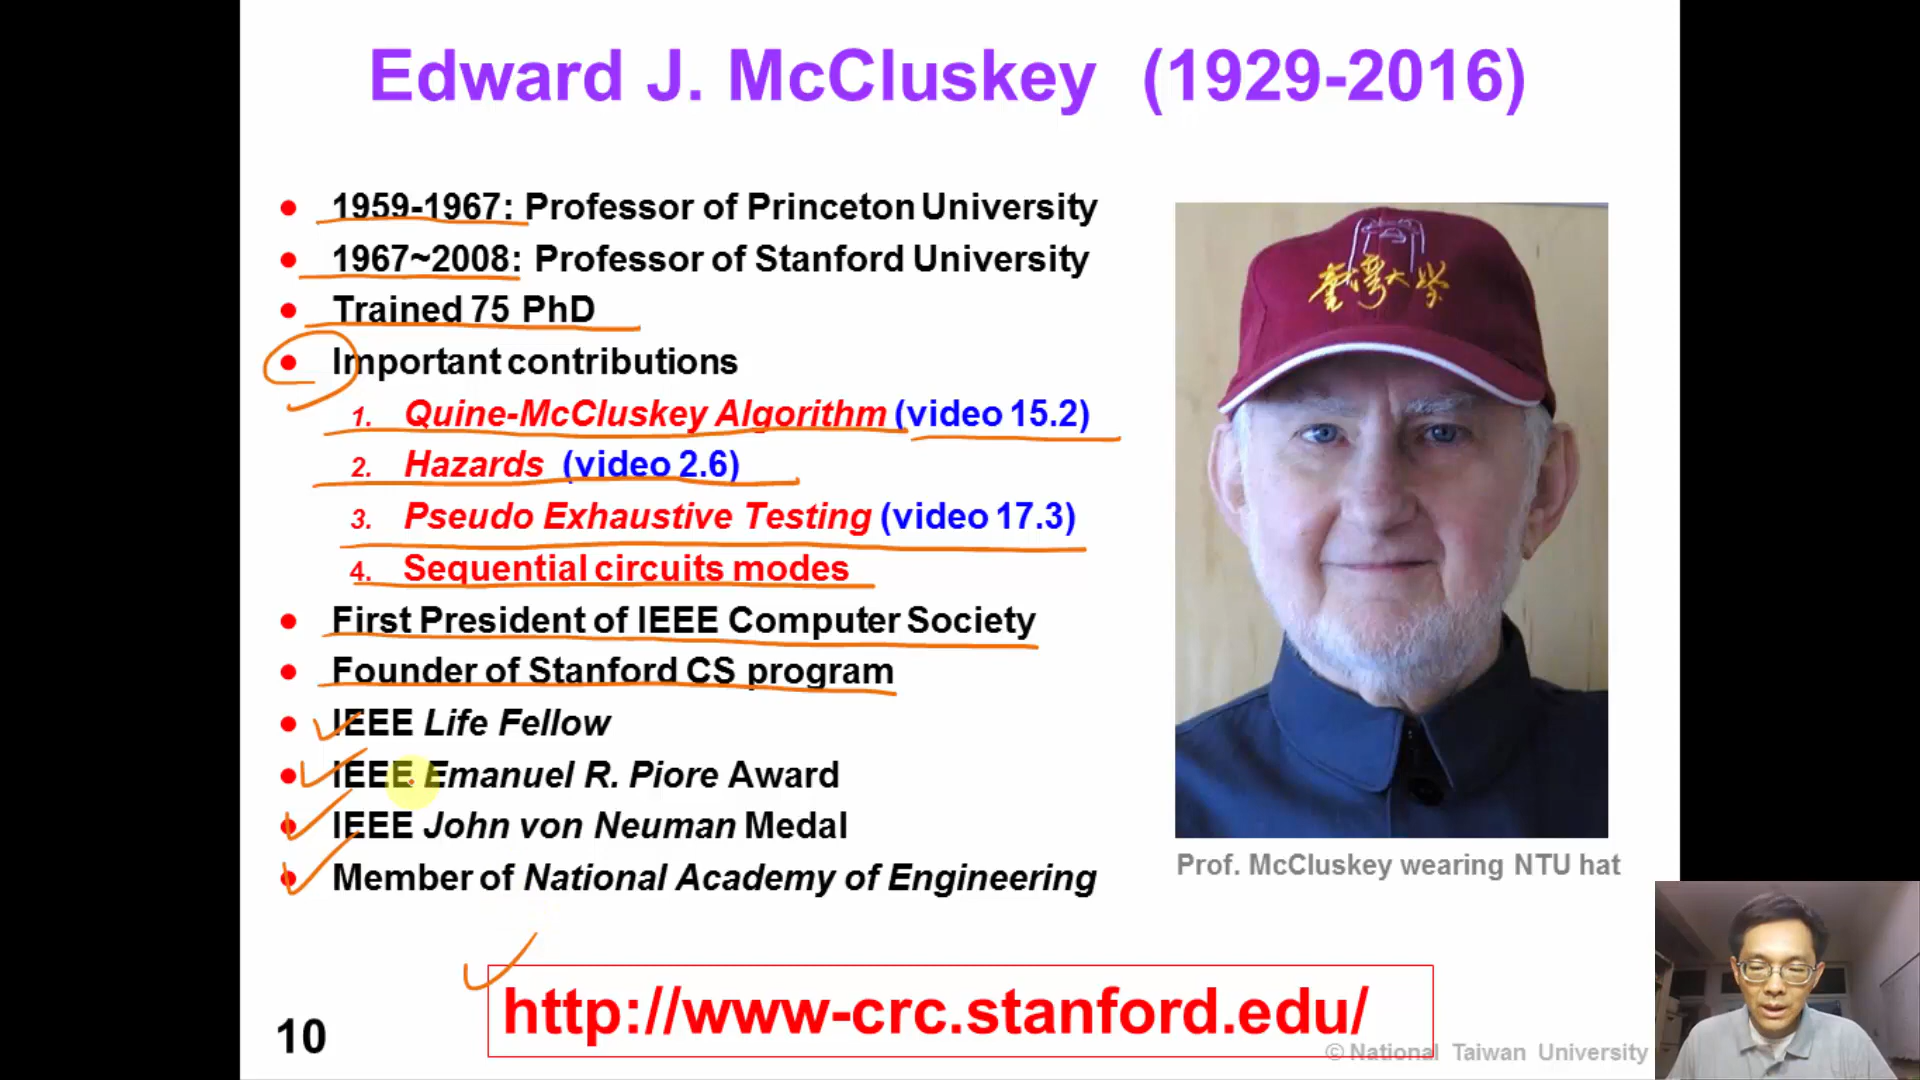 Edward J. McCluskey (1929-2016)
1959-1967: Professor of Princeton University
1967~2008: Professor of Stanford University
Trained 75 PhD
Important contributions
1. Quine-McCluskey Algorithm (video 15.2)
2. Hazards (video 2.6)
3. Pseudo Exhaustive Testing (video 17.3)
4. Sequential circuits modes
First President of IEEE Computer Society
Founder of Stanford CS program
IEEE Life Fellow
IEEE Emanuel R. Piore Award
IEEE John von Neuman Medal
Member of National Academy of Engineering
臺灣大學
Prof. McCluskey wearing NTU hat
http://www-crc.stanford.edu/
10
© National Taiwan University